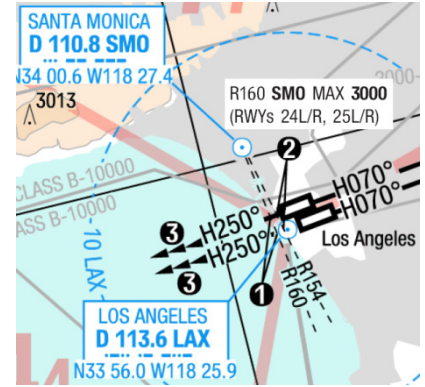 SANTA MONICA
D 110.8 SMO
N34 00.6 W118 27.4
3013
R160 SMO MAX 3000
(RWYs 24L/R, 25L/R)
2000
2
CLASS B-10000
CLASS B-10000
H070°
H070°
3
H250°
H250°
Los Angeles
10 LAX
3
R154
R160
1
LOS ANGELES
D 113.6 LAX
N33 56.0 W118 25.9